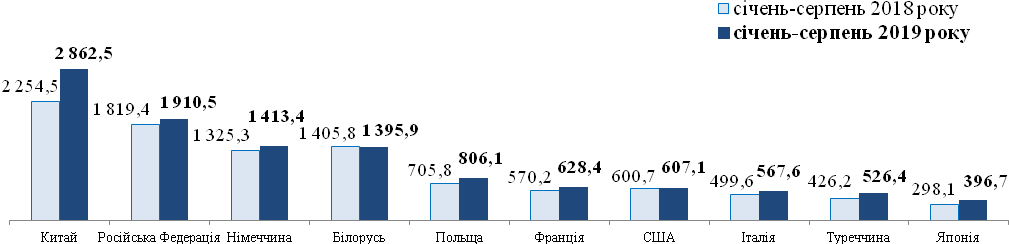 січень-серпень 2018 року
січень-серпень 2019 року
2 254,5
2 862,5
1 819,4
1 910,5
1 325,3
1 413,4
1 405,8
1 395,9
705,8
806,1
570,2
628,4
600,7
607,1
499,6
567,6
426,2
526,4
298,1
396,7
Китай
Російська Федерація
Німеччина
Білорусь
Польща
Франція
США
Італія
Туреччина
Японія